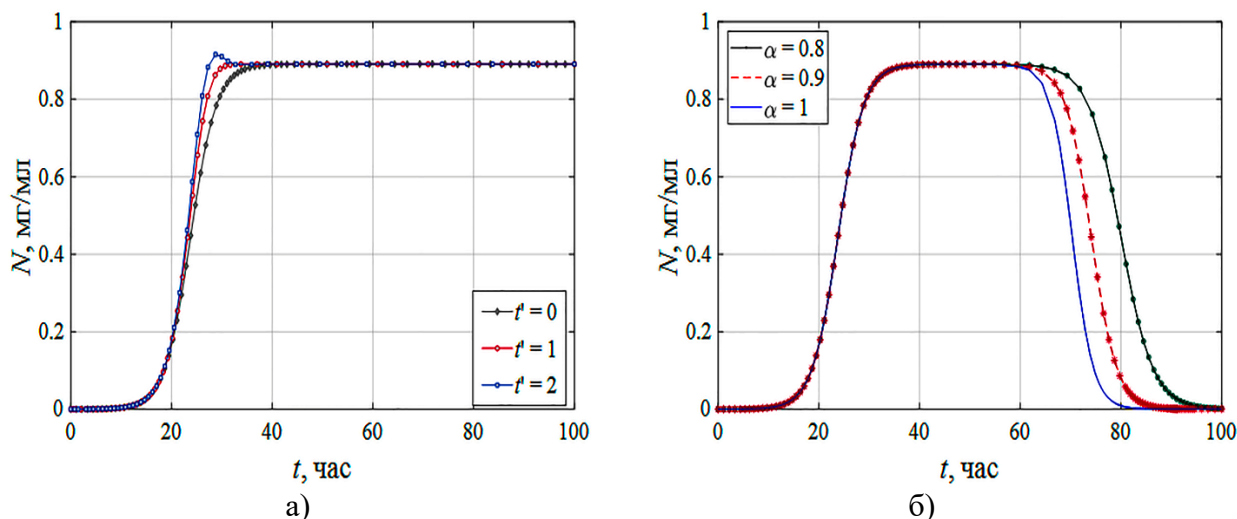 1
0.8
0.6
0.4
0.2
0
N, мг/мл
t' = 0
t' = 1
t' = 2
0 20 40 60 80 100
t, час
а)
1
0.8
0.6
0.4
0.2
0
N, мг/мл
α = 0.8
α = 0.9
α = 1
0 20 40 60 80 100
t, час
б)